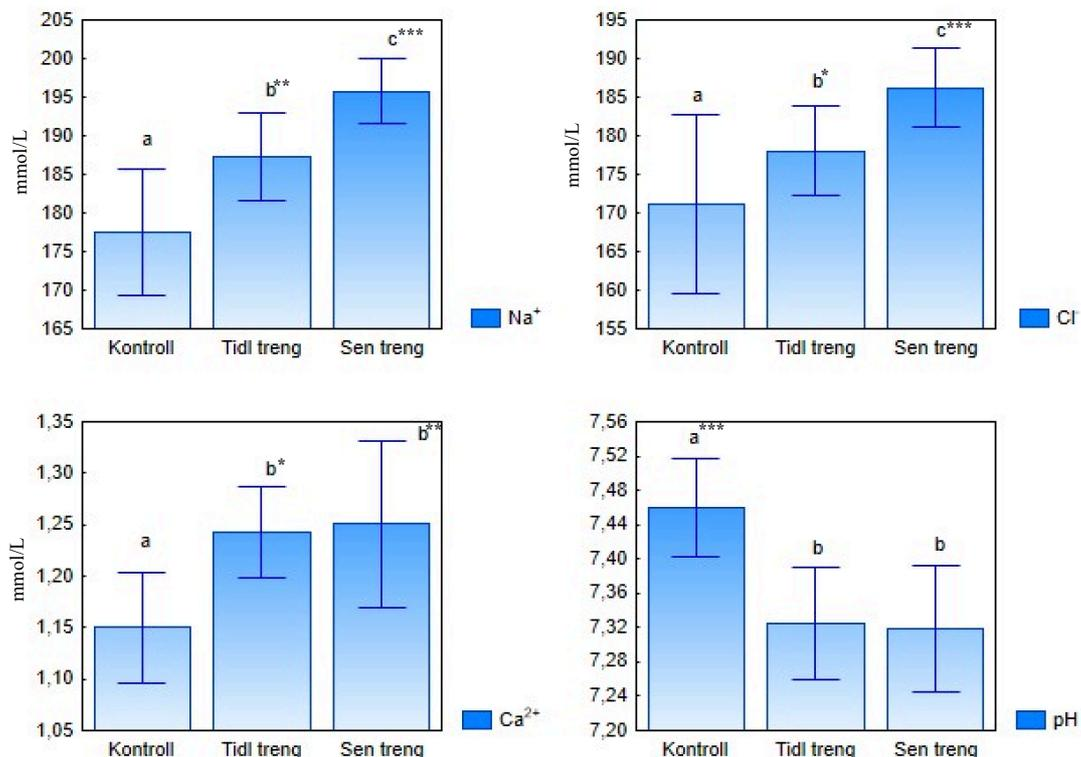 205
200
195
190
185
180
175
170
165
mmol/L
a
b**
c***
Kontroll Tidl treng Sen treng
Na⁺
195
190
185
180
175
170
165
160
155
mmol/L
a
b*
c***
Kontroll Tidl treng Sen treng
Cl⁻
1,35
1,30
1,25
1,20
1,15
1,10
1,05
mmol/L
a
b*
b**
Kontroll Tidl treng Sen treng
Ca²⁺
7,56
7,52
7,48
7,44
7,40
7,36
7,32
7,28
7,24
7,20
a***
b
b
Kontroll Tidl treng Sen treng
pH